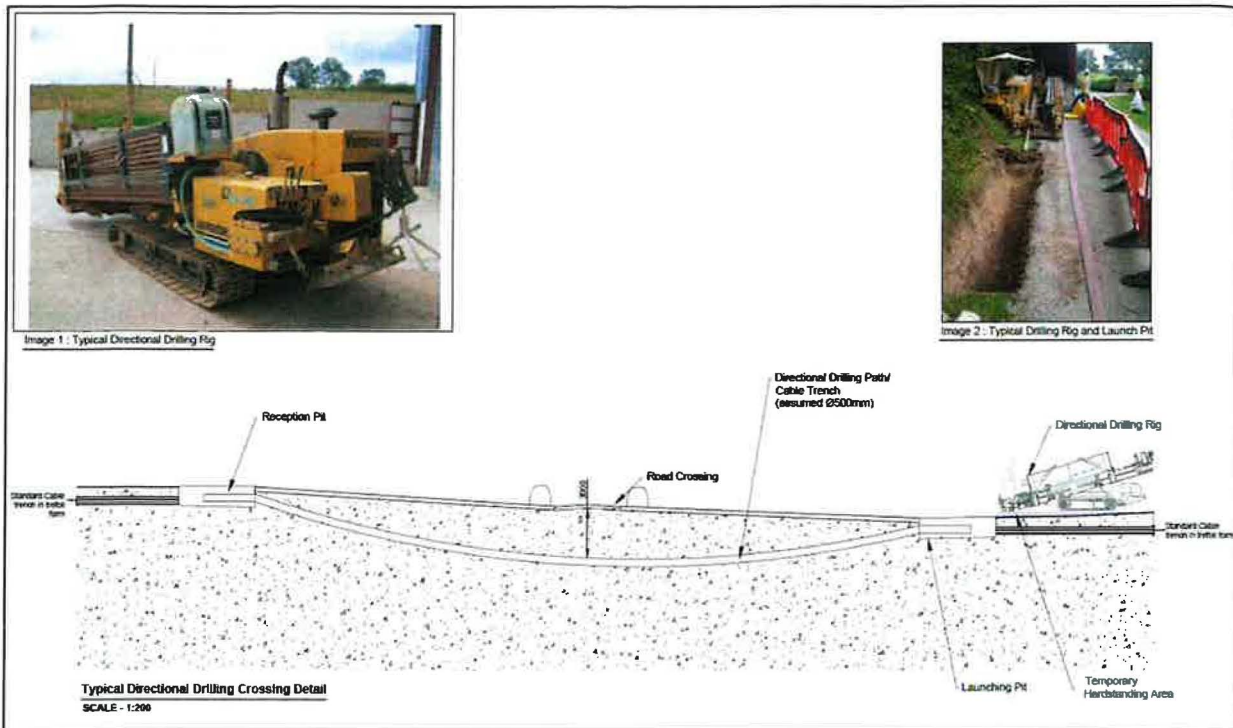 Image 1 : Typical Directional Drilling Rig
Image 2 : Typical Drilling Rig and Launch Pit
Directional Drilling Path/
Cable Trench
(assumed Ø500mm)
Reception Pit
Directional Drilling Rig
Road Crossing
Standard Cable
trench in trefoil
form
Standard Cable
trench in trefoil form
Launching Pit
Temporary
Hardstanding Area
Typical Directional Drilling Crossing Detail
SCALE - 1:200